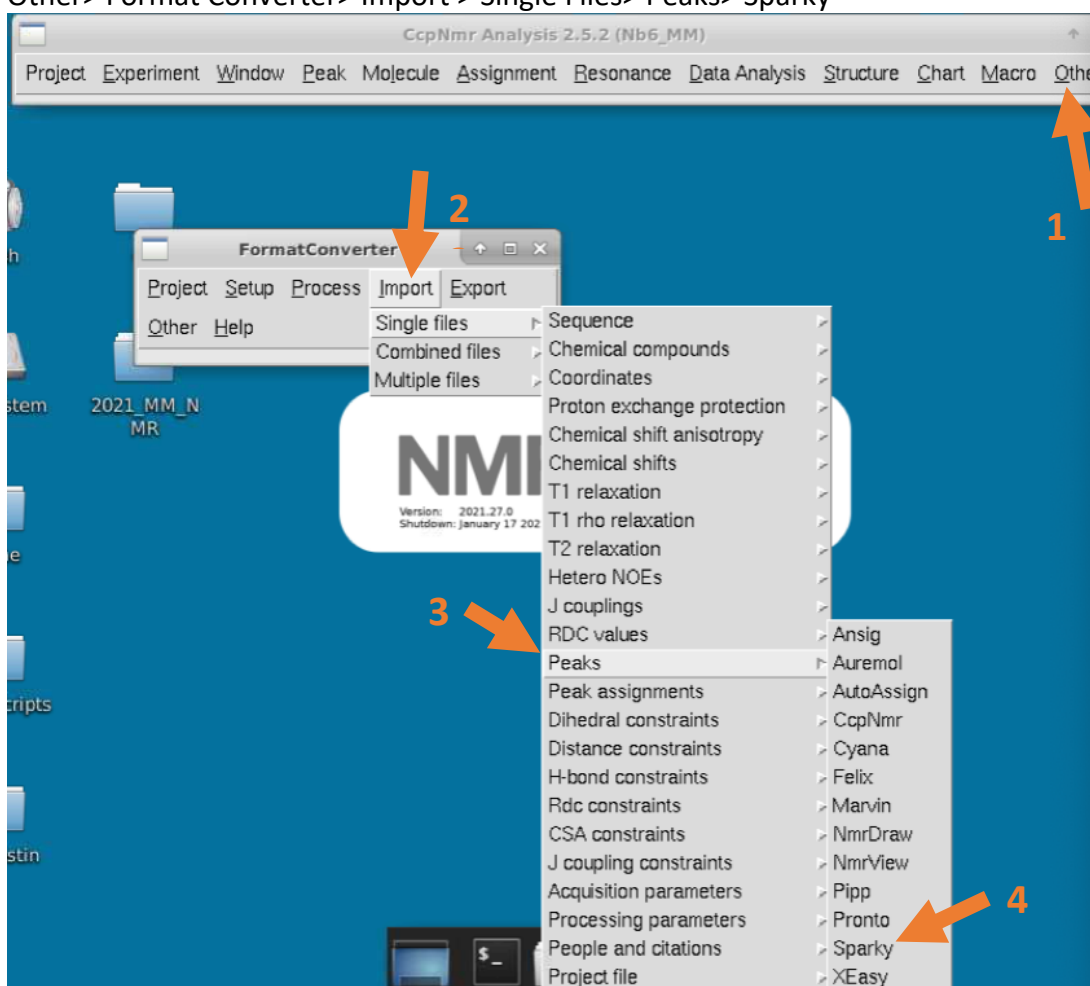 Other> Format Converter> Import > Single Files> Peaks> Sparky
CcpNmr Analysis 2.5.2 (Nb6_MM)
Project Experiment Window Peak Molecule Assignment Resonance Data Analysis Structure Chart Macro Othe
1
2
FormatConverter
Project Setup Process Import Export
Other Help
Single files
Combined files
Multiple files
Sequence
Chemical compounds
Coordinates
Proton exchange protection
Chemical shift anisotropy
Chemical shifts
T1 relaxation
T1 rho relaxation
T2 relaxation
Hetero NOEs
J couplings
RDC values
Peaks
Peak assignments
Dihedral constraints
Distance constraints
H-bond constraints
Rdc constraints
CSA constraints
J coupling constraints
Acquisition parameters
Processing parameters
People and citations
Project file
3
Ansig
Auremol
AutoAssign
CcpNmr
Cyana
Felix
Marvin
NmrDraw
NmrView
Pipp
Pronto
Sparky
XEasy
4
h
stem
2021_MM_N
MR
NM
Version: 2021.27.0
Shutdown: January 17 202
e
cripts
stin
$_